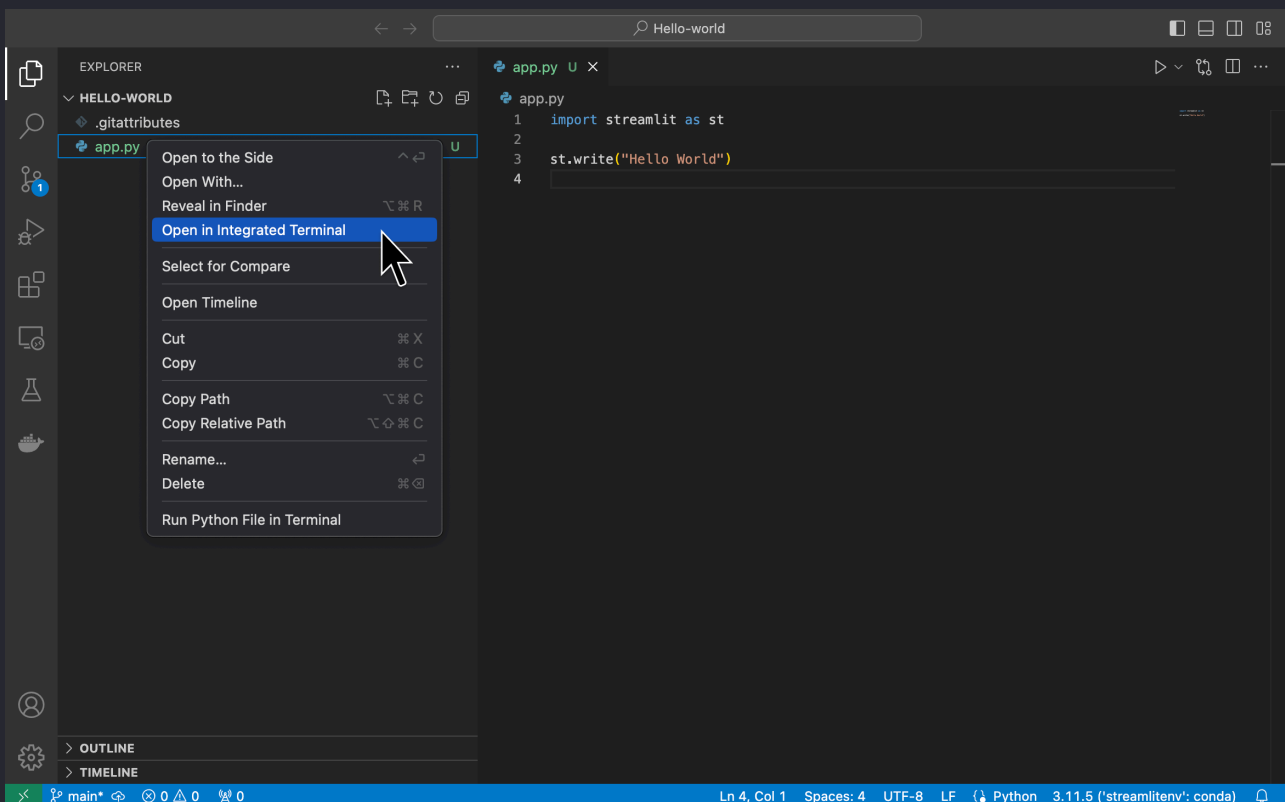 Hello-world
EXPLORER
HELLO-WORLD
.gitattributes
app.py
U
Open to the Side ^ ⏎
Open With...
Reveal in Finder ⌥⌘R
Open in Integrated Terminal
Select for Compare
Open Timeline
Cut ⌘X
Copy ⌘C
Copy Path ⌥⌘C
Copy Relative Path ⌥⇧⌘C
Rename... ⏎
Delete ⌘⌫
Run Python File in Terminal
OUTLINE
TIMELINE
1
app.py U
app.py
1 import streamlit as st
2
3 st.write("Hello World")
4
main* 0 0 0 Ln 4, Col 1 Spaces: 4 UTF-8 LF Python 3.11.5 ('streamlitenv': conda)